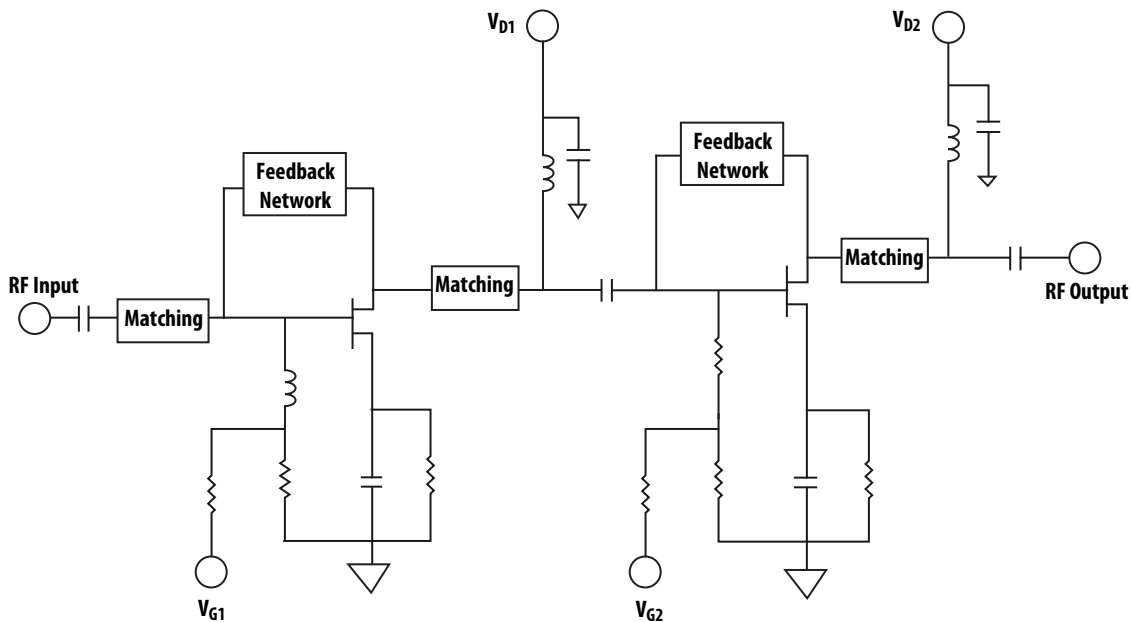 V_D1
V_D2
Feedback
Network
Feedback
Network
RF Input
Matching
Matching
Matching
RF Output
V_G1
V_G2